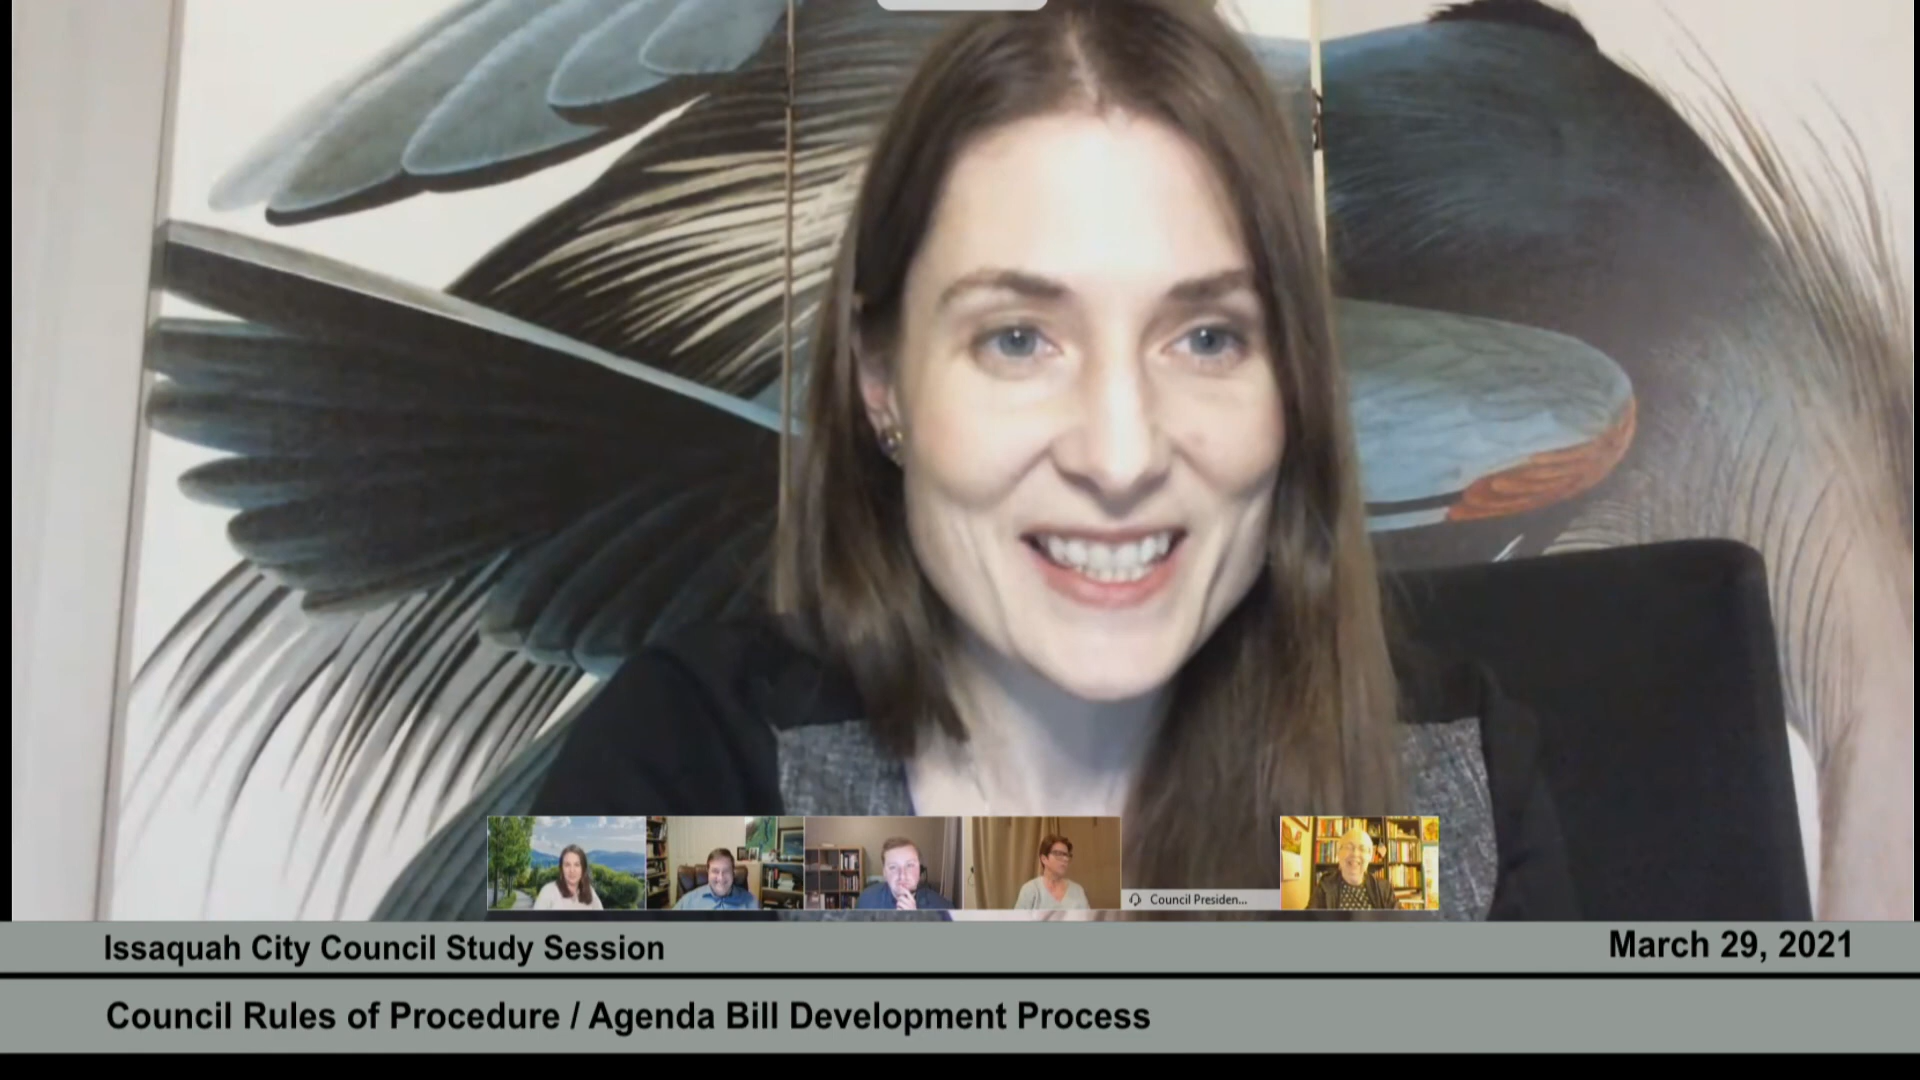 Council Presiden...
Issaquah City Council Study Session
March 29, 2021
Council Rules of Procedure / Agenda Bill Development Process